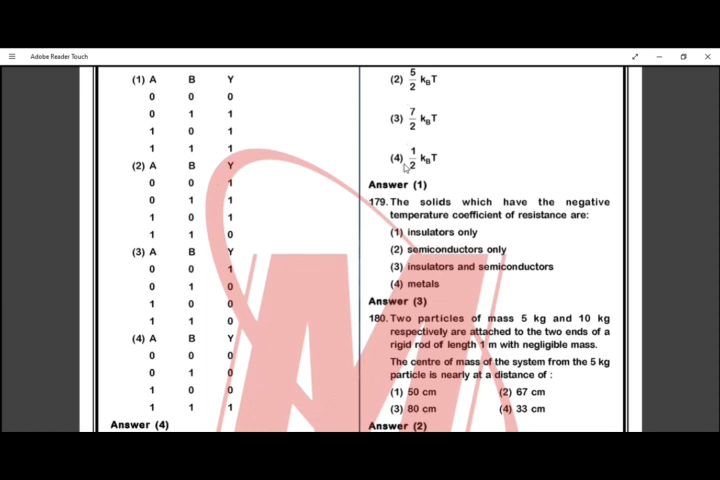 Adobe Reader Touch
(1) A B Y
0 0 0
0 1 1
1 0 1
1 1 1
(2) A B Y
0 0 1
0 1 1
1 0 1
1 1 0
(3) A B Y
0 0 1
0 1 0
1 0 0
1 1 0
(4) A B Y
0 0 0
0 1 0
1 0 0
1 1 1
Answer (4)
(2) 5/2 kBT
(3) 7/2 kBT
(4) 1/2 kBT
Answer (1)
179. The solids which have the negative
temperature coefficient of resistance are:
(1) insulators only
(2) semiconductors only
(3) insulators and semiconductors
(4) metals
Answer (3)
180. Two particles of mass 5 kg and 10 kg
respectively are attached to the two ends of a
rigid rod of length 1 m with negligible mass.
The centre of mass of the system from the 5 kg
particle is nearly at a distance of :
(1) 50 cm (2) 67 cm
(3) 80 cm (4) 33 cm
Answer (2)